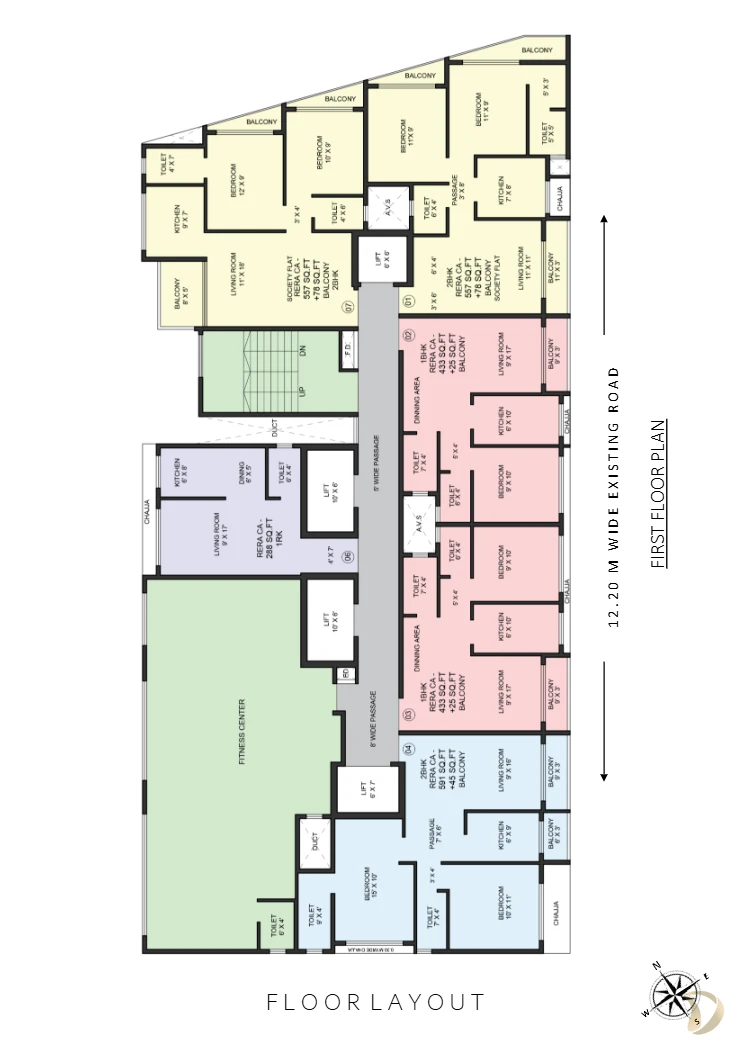 BALCONY
BALCONY
BALCONY
BALCONY
BEDROOM
11' X 9'
5' X 3'
TOILET
5' X 5'
BEDROOM
11'X 9'
BEDROOM
10' X 9'
BEDROOM
12' X 9'
TOILET
4' X 7'
KITCHEN
9' X 7'
3' X 4'
TOILET
4' X 6'
A.V.S
TOILET
6' X 4'
PASSAGE
3' X 8'
KITCHEN
7' X 8'
X
CHAJJA
LIVING ROOM
11' X 18'
BALCONY
8' X 5'
SOCIETY FLAT
RERA CA -
557 SQ.FT
+78 SQ.FT
BALCONY
2BHK
07
LIFT
6' X 6'
01
3' X 6'
6' X 4'
2BHK
RERA CA -
557 SQ.FT
+78 SQ.FT
BALCONY
SOCIETY FLAT
LIVING ROOM
11' X 11'
BALCONY
11' X 3'
UP
DN
F.D.
DUCT
02
1BHK
RERA CA -
433 SQ.FT
+25 SQ.FT
BALCONY
DINNING AREA
LIVING ROOM
9' X 17'
BALCONY
9' X 3'
KITCHEN
6' X 10'
CHAJJA
TOILET
7' X 4'
5' X 4'
TOILET
6' X 4'
BEDROOM
9' X 10'
5' WIDE PASSAGE
KITCHEN
6' X 8'
DINING
6' X 5'
TOILET
6' X 4'
LIFT
10' X 6'
CHAJJA
LIVING ROOM
9' X 17'
RERA CA -
288 SQ.FT
1RK
4' X 7'
06
A.V.S
TOILET
6' X 4'
BEDROOM
9' X 10'
TOILET
7' X 4'
5' X 4'
CHAJJA
KITCHEN
6' X 10'
DINNING AREA
LIFT
10' X 6'
03
1BHK
RERA CA -
433 SQ.FT
+25 SQ.FT
BALCONY
LIVING ROOM
9' X 17'
BALCONY
9' X 3'
FITNESS CENTER
6' WIDE PASSAGE
04
2BHK
RERA CA -
591 SQ.FT
+45 SQ.FT
BALCONY
LIVING ROOM
9' X 16'
BALCONY
9' X 3'
LIFT
6' X 7'
DUCT
PASSAGE
7' X 6'
KITCHEN
6' X 9'
BALCONY
6' X 3'
BEDROOM
15' X 10'
3' X 4'
TOILET
7' X 4'
BEDROOM
10' X 11'
CHAJJA
TOILET
6' X 4'
TOILET
9' X 4'
12.20 M WIDE EXISTING ROAD
FIRST FLOOR PLAN
FLOOR LAYOUT
N
E
S
W